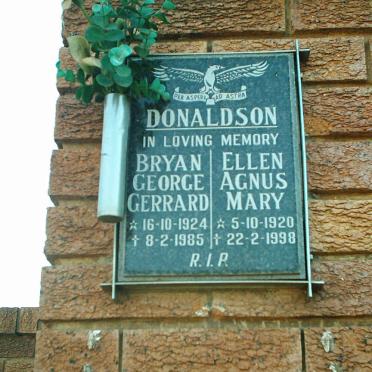 PER ASPERA AD ASTRA
DONALDSON
IN LOVING MEMORY
BRYAN GEORGE GERRARD
☆ 16-10-1924
† 8-2-1985
ELLEN AGNUS MARY
☆ 5-10-1920
† 22-2-1998
R.I.P.